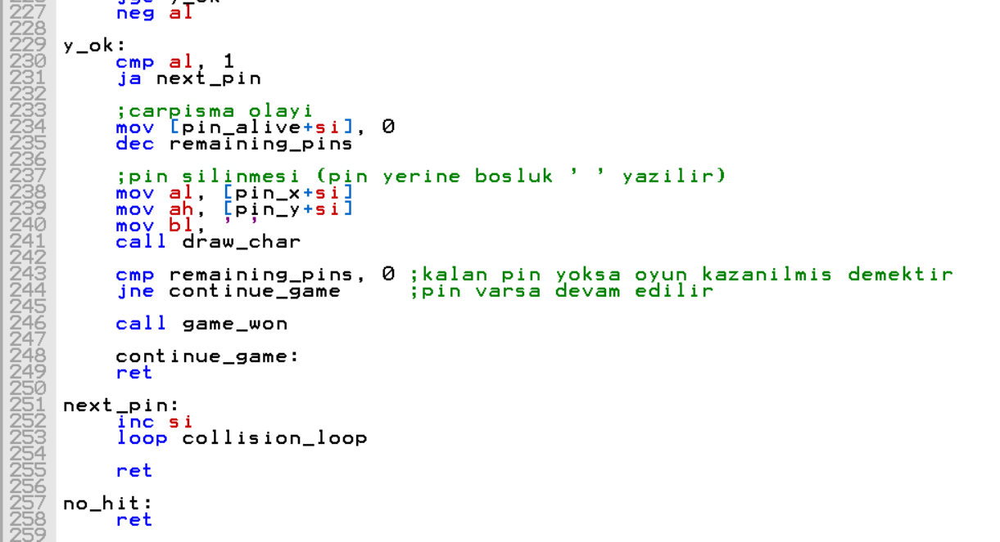 227 neg al
228
229 y_ok:
230 cmp al, 1
231 ja next_pin
232
233 ;carpisma olayi
234 mov [pin_alive+si], 0
235 dec remaining_pins
236
237 ;pin silinmesi (pin yerine bosluk ' ' yazilir)
238 mov al, [pin_x+si]
239 mov ah, [pin_y+si]
240 mov bl, ' '
241 call draw_char
242
243 cmp remaining_pins, 0 ;kalan pin yoksa oyun kazanilmis demektir
244 jne continue_game ;pin varsa devam edilir
245
246 call game_won
247
248 continue_game:
249 ret
250
251 next_pin:
252 inc si
253 loop collision_loop
254
255 ret
256
257 no_hit:
258 ret
259